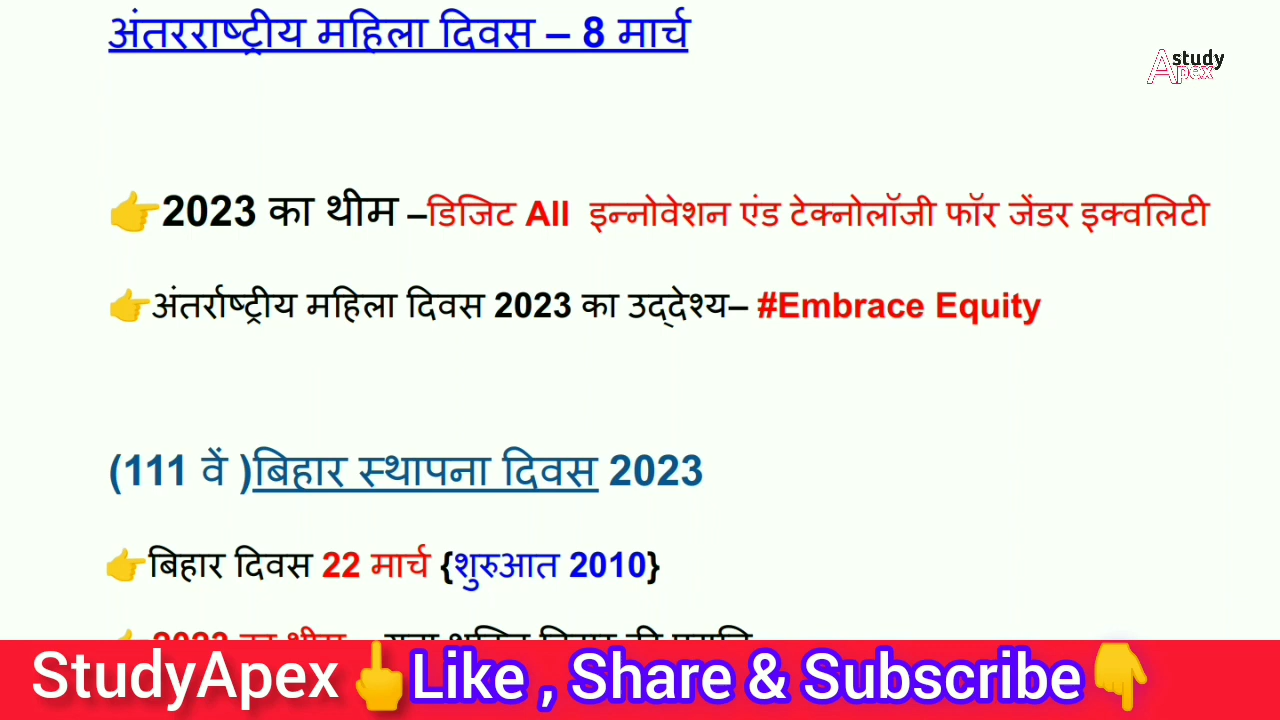 अंतरराष्ट्रीय महिला दिवस – 8 मार्च
study
Apex
👉2023 का थीम –डिजिट All इन्नोवेशन एंड टेक्नोलॉजी फॉर जेंडर इक्वलिटी
👉अंतर्राष्ट्रीय महिला दिवस 2023 का उद्देश्य– #Embrace Equity
(111 वें )बिहार स्थापना दिवस 2023
👉बिहार दिवस 22 मार्च {शुरुआत 2010}
2023 का थीम
StudyApex👆Like , Share & Subscribe👇